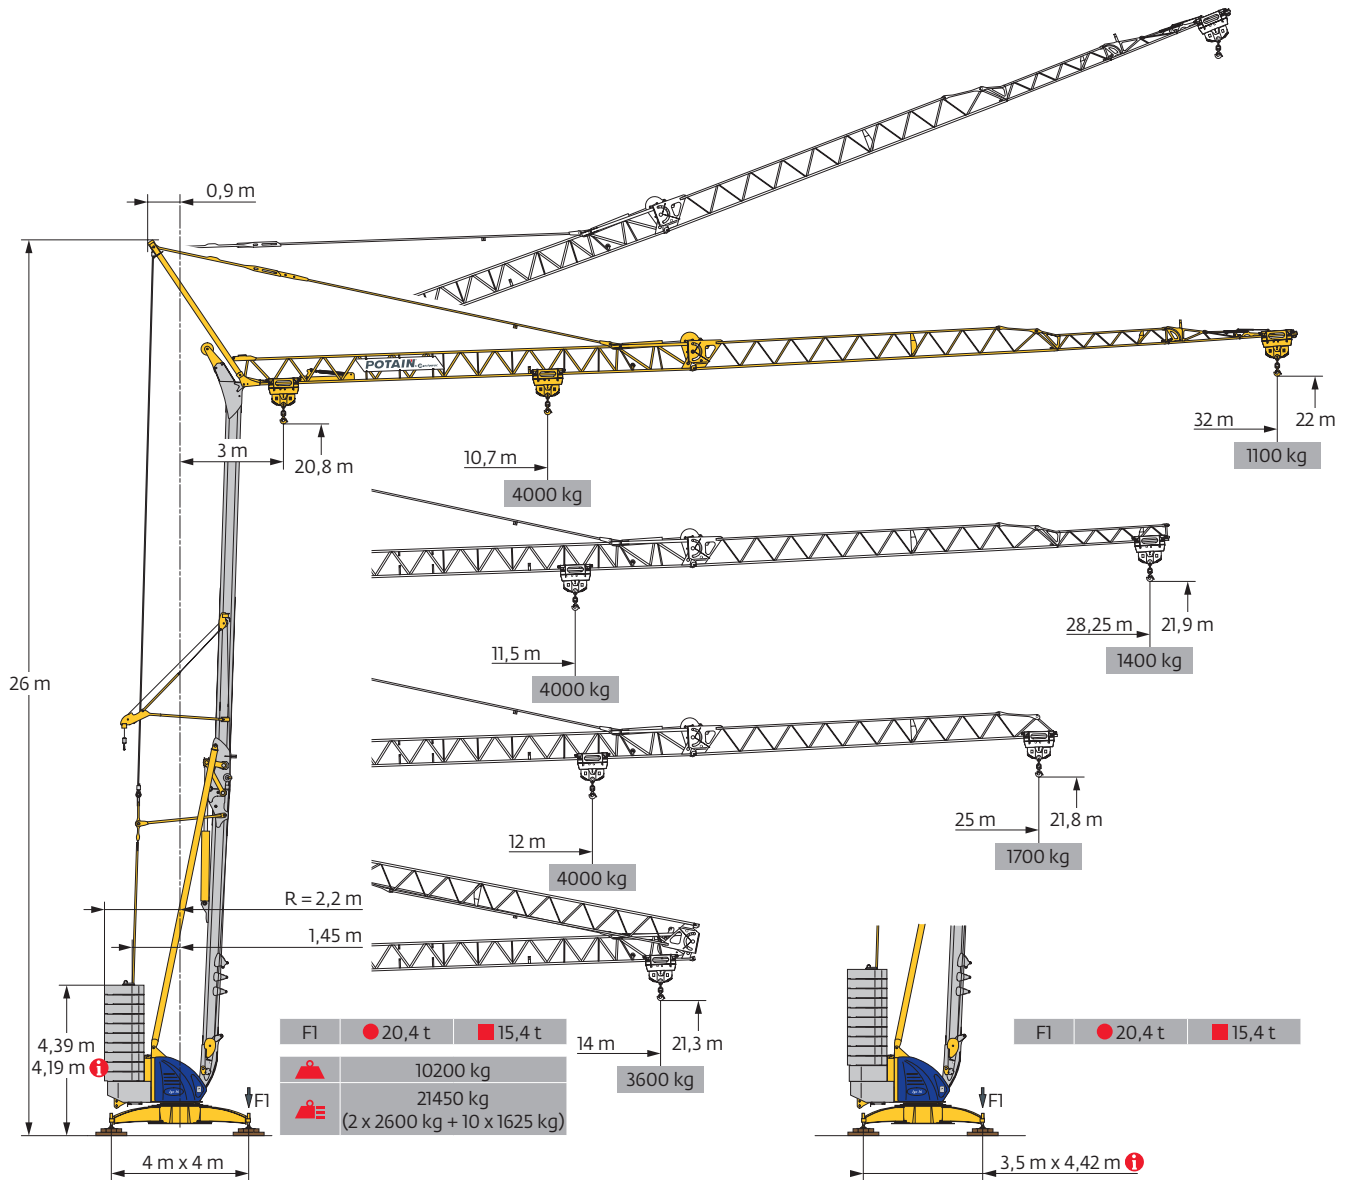 0,9 m
POTAIN
3 m
20,8 m
10,7 m
4000 kg
32 m
22 m
1100 kg
26 m
11,5 m
4000 kg
28,25 m
21,9 m
1400 kg
12 m
4000 kg
25 m
21,8 m
1700 kg
R = 2,2 m
1,45 m
4,39 m
4,19 m i
F1 20,4 t 15,4 t
10200 kg
21450 kg
(2 x 2600 kg + 10 x 1625 kg)
F1
4 m x 4 m
14 m
21,3 m
3600 kg
F1 20,4 t 15,4 t
F1
3,5 m x 4,42 m i